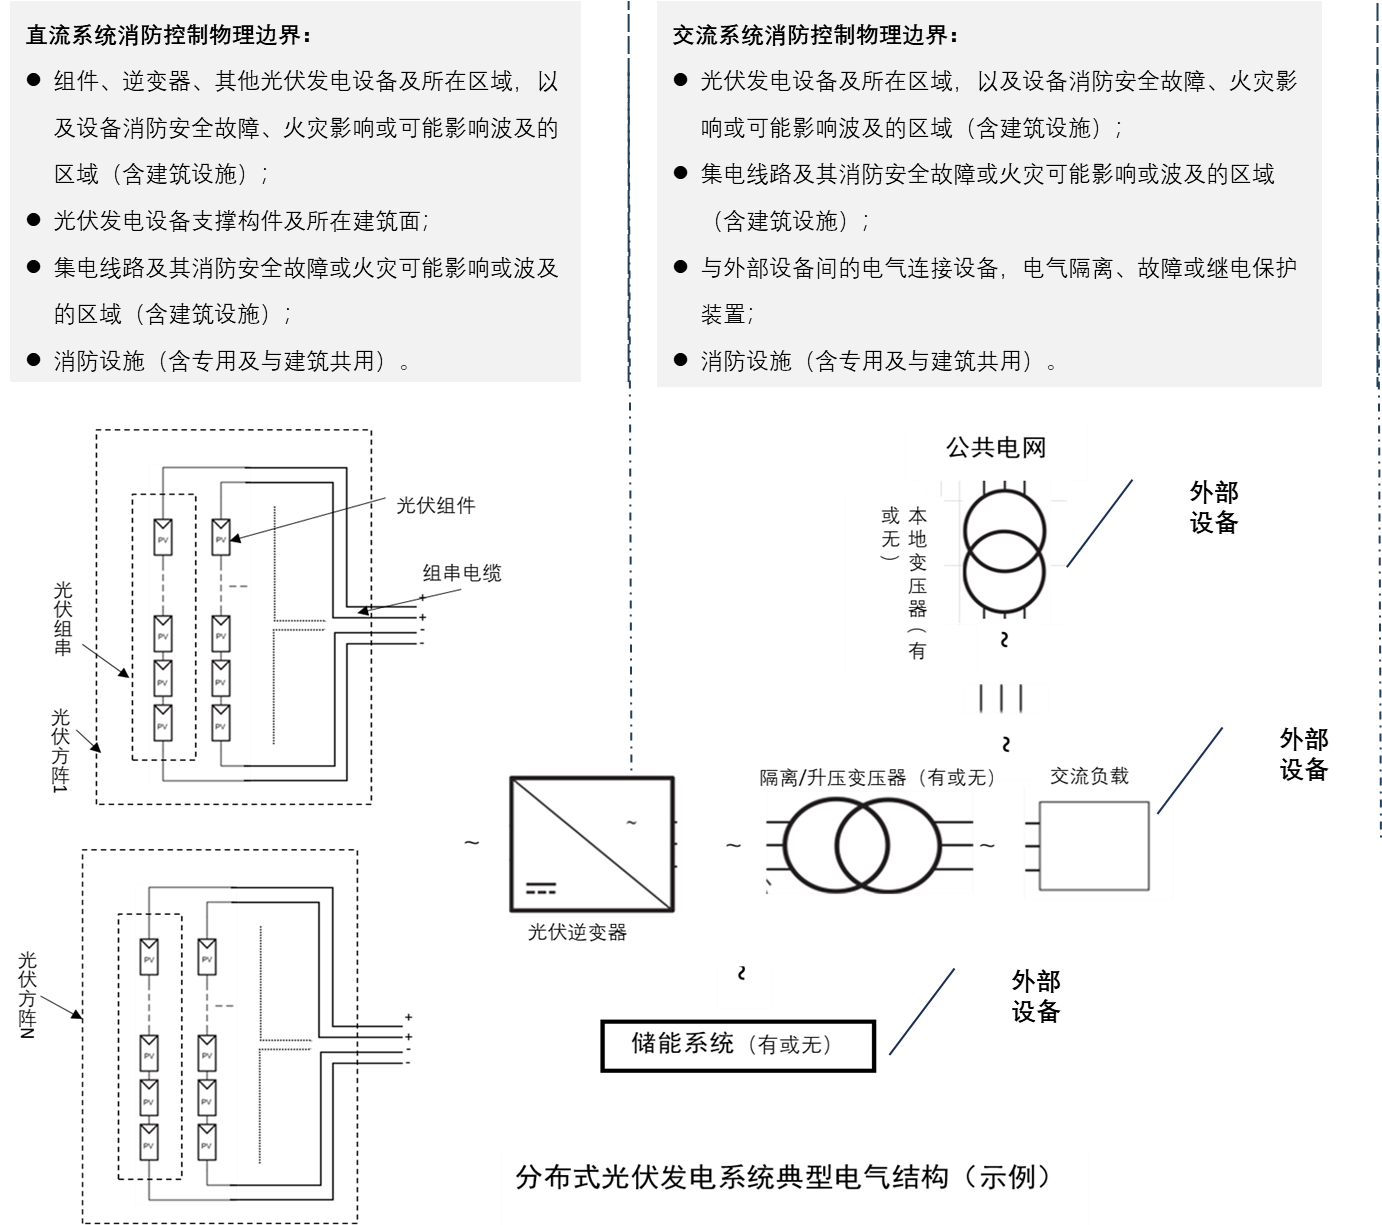 直流系统消防控制物理边界：
● 组件、逆变器、其他光伏发电设备及所在区域，以
及设备消防安全故障、火灾影响或可能影响波及的
区域（含建筑设施）；
● 光伏发电设备支撑构件及所在建筑面；
● 集电线路及其消防安全故障或火灾可能影响或波及
的区域（含建筑设施）；
● 消防设施（含专用及与建筑共用）。
交流系统消防控制物理边界：
● 光伏发电设备及所在区域，以及设备消防安全故障、火灾影
响或可能影响波及的区域（含建筑设施）；
● 集电线路及其消防安全故障或火灾可能影响或波及的区域
（含建筑设施）；
● 与外部设备间的电气连接设备，电气隔离、故障或继电保护
装置；
● 消防设施（含专用及与建筑共用）。
光伏组件
组串电缆
光伏组串
光伏方阵1
PV
PV
PV
PV
PV
PV
PV
PV
+
+
-
-
光伏方阵N
PV
PV
PV
PV
PV
PV
PV
PV
+
+
-
-
公共电网
本地变压器（有
或无）
外部
设备
~
~
外部
设备
隔离/升压变压器（有或无）
交流负载
~
~
~
~
光伏逆变器
~
外部
设备
储能系统（有或无）
分布式光伏发电系统典型电气结构（示例）